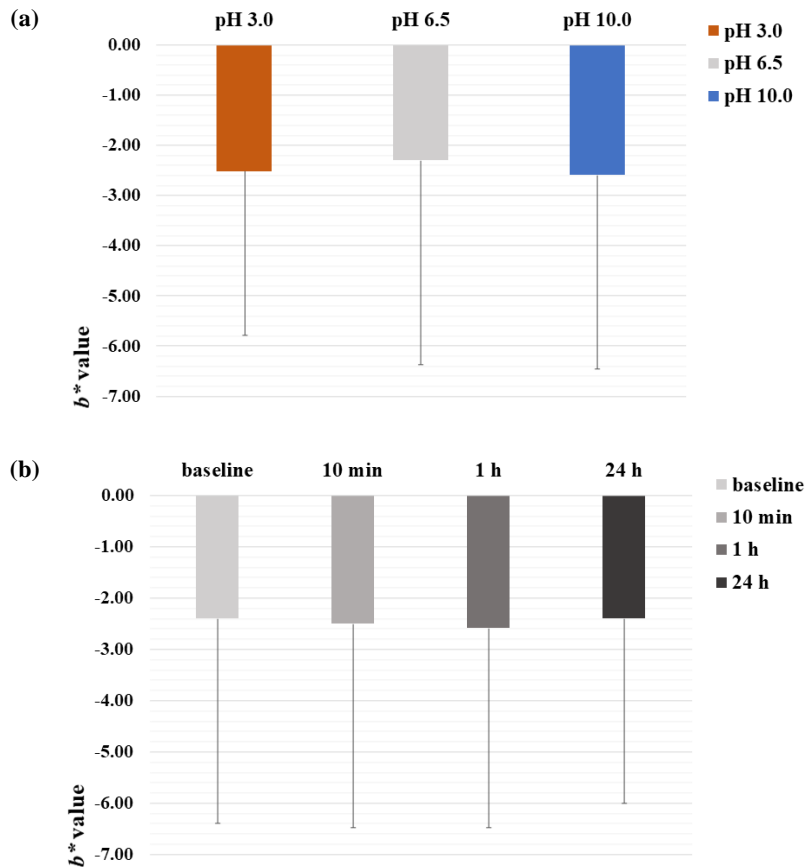 (a)
pH 3.0 pH 6.5 pH 10.0
0.00
-1.00
-2.00
-3.00
-4.00
-5.00
-6.00
-7.00
b* value
pH 3.0
pH 6.5
pH 10.0
(b)
baseline 10 min 1 h 24 h
0.00
-1.00
-2.00
-3.00
-4.00
-5.00
-6.00
-7.00
b* value
baseline
10 min
1 h
24 h